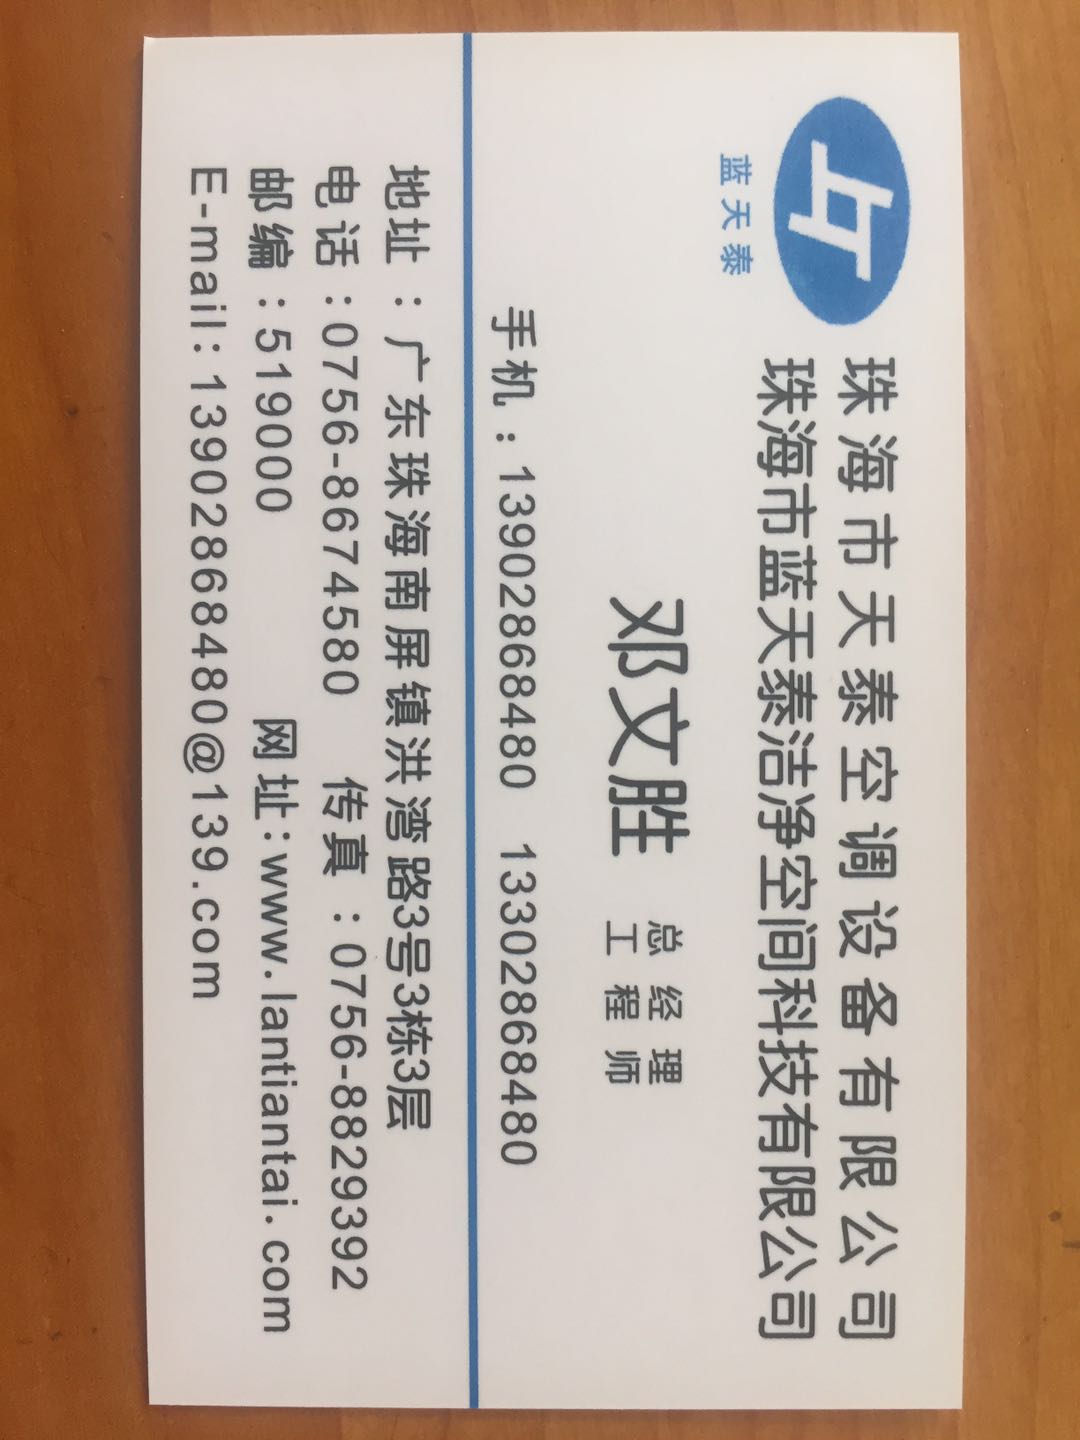 蓝天泰
珠海市天泰空调设备有限公司
珠海市蓝天泰洁净空间科技有限公司
邓文胜 总经理
工程师
手机：13902868480 13302868480
地址：广东珠海南屏镇洪湾路3号3栋3层
电话：0756-8674580 传真：0756-8829392
邮编：519000 网址:www.lantiantai.com
E-mail:13902868480@139.com